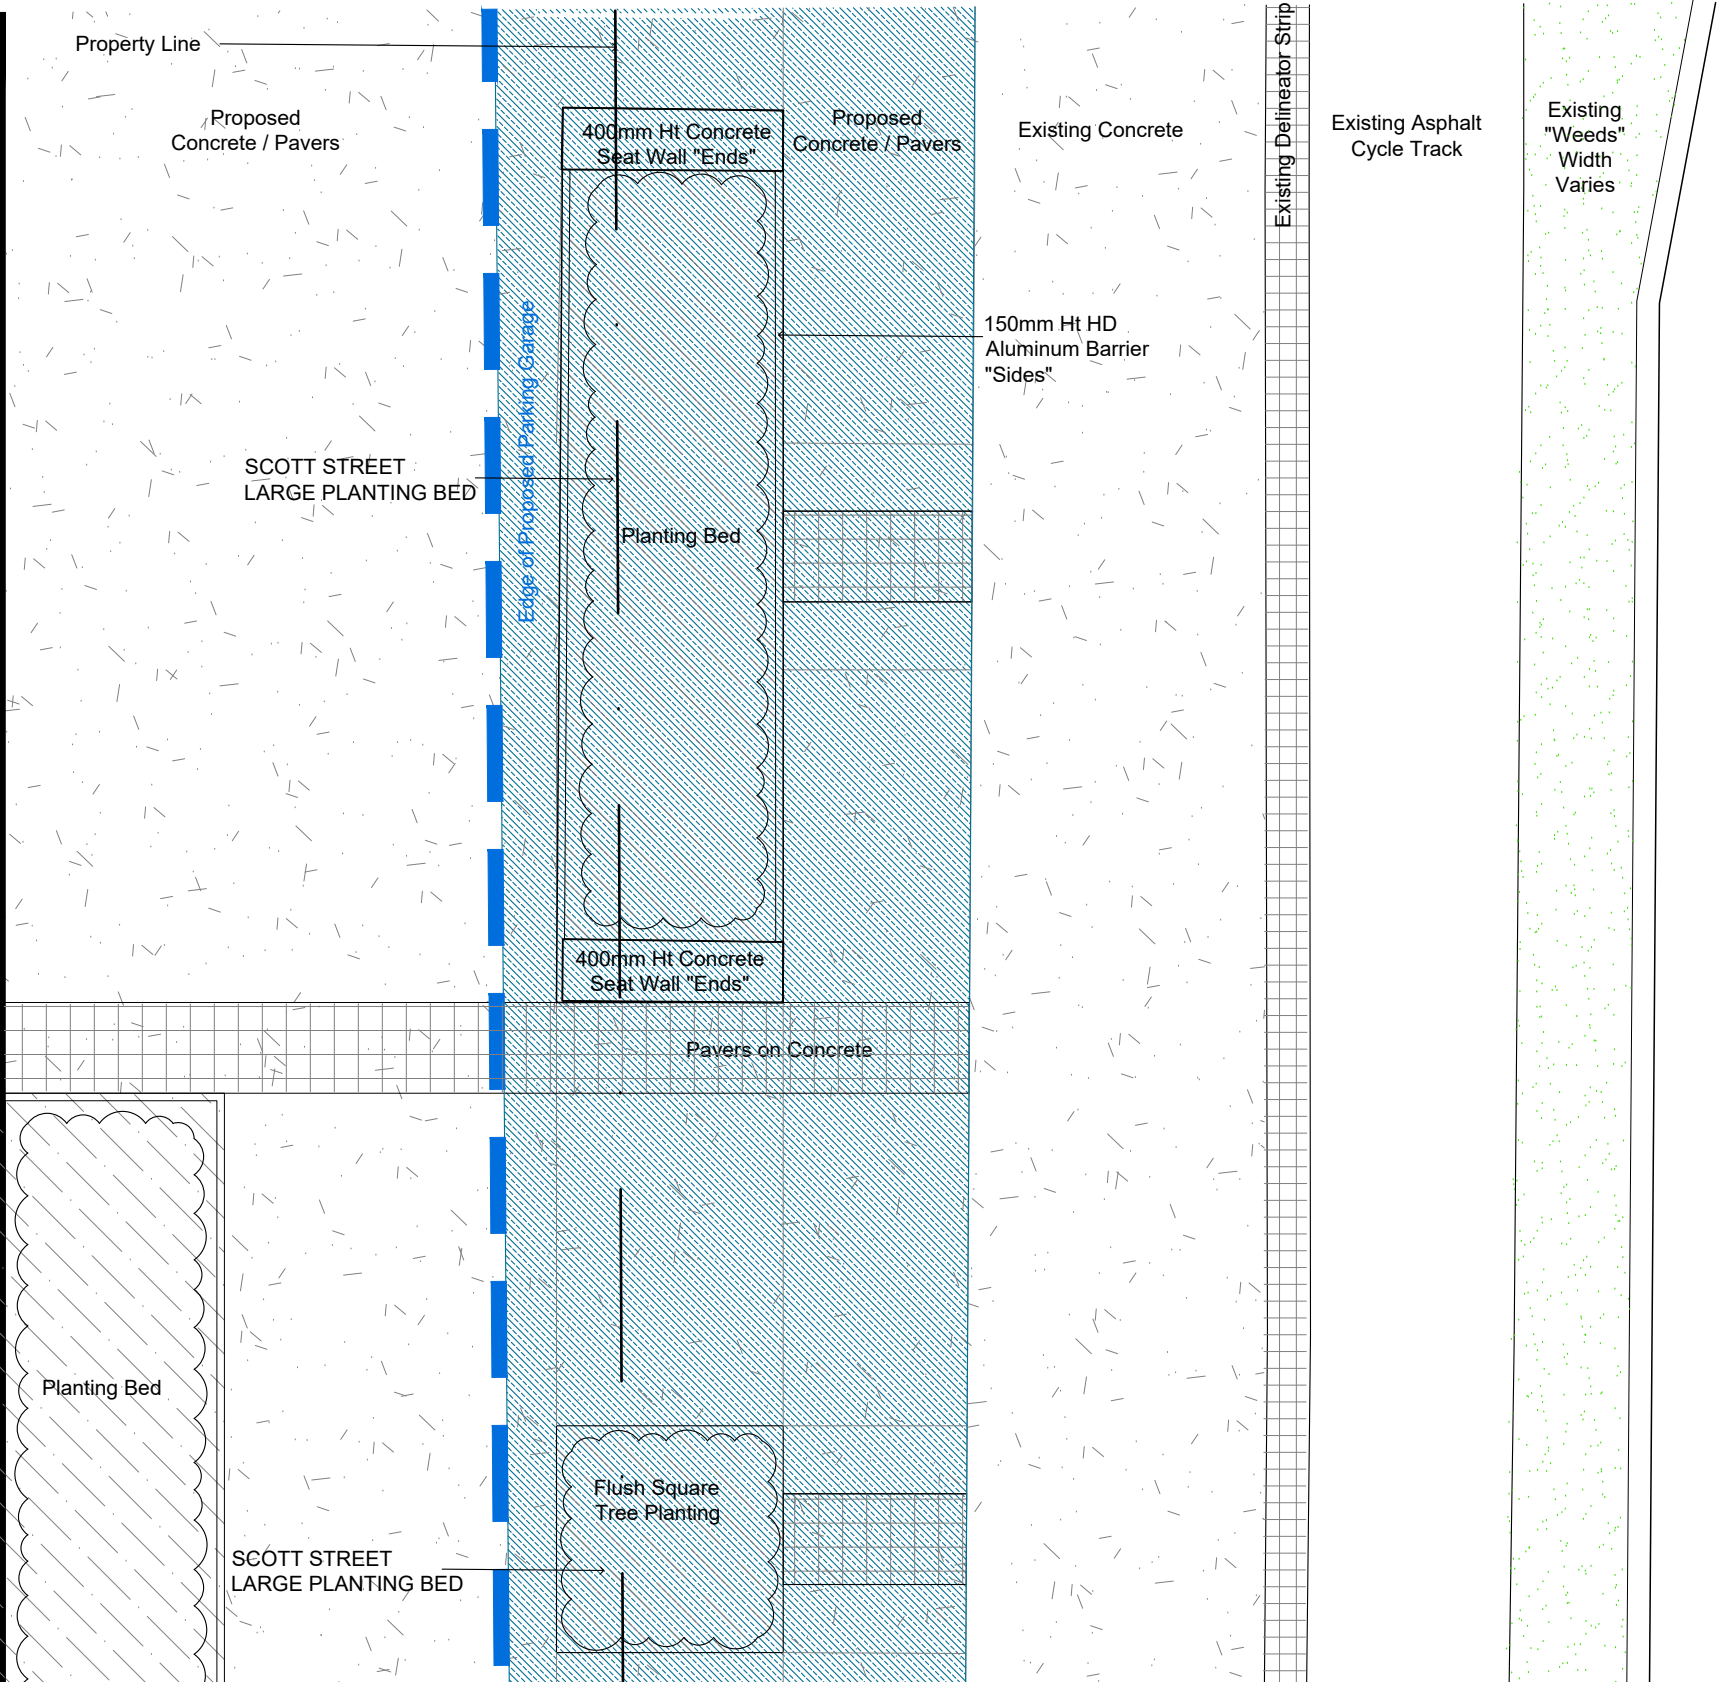 Property Line
Proposed
Concrete / Pavers
400mm Ht Concrete
Seat Wall "Ends"
Proposed
Concrete / Pavers
Existing Concrete
Existing Delineator Strip
Existing Asphalt
Cycle Track
Existing
"Weeds"
Width
Varies
Edge of Proposed Parking Garage
150mm Ht HD
Aluminum Barrier
"Sides"
SCOTT STREET
LARGE PLANTING BED
Planting Bed
400mm Ht Concrete
Seat Wall "Ends"
Pavers on Concrete
Planting Bed
Flush Square
Tree Planting
SCOTT STREET
LARGE PLANTING BED